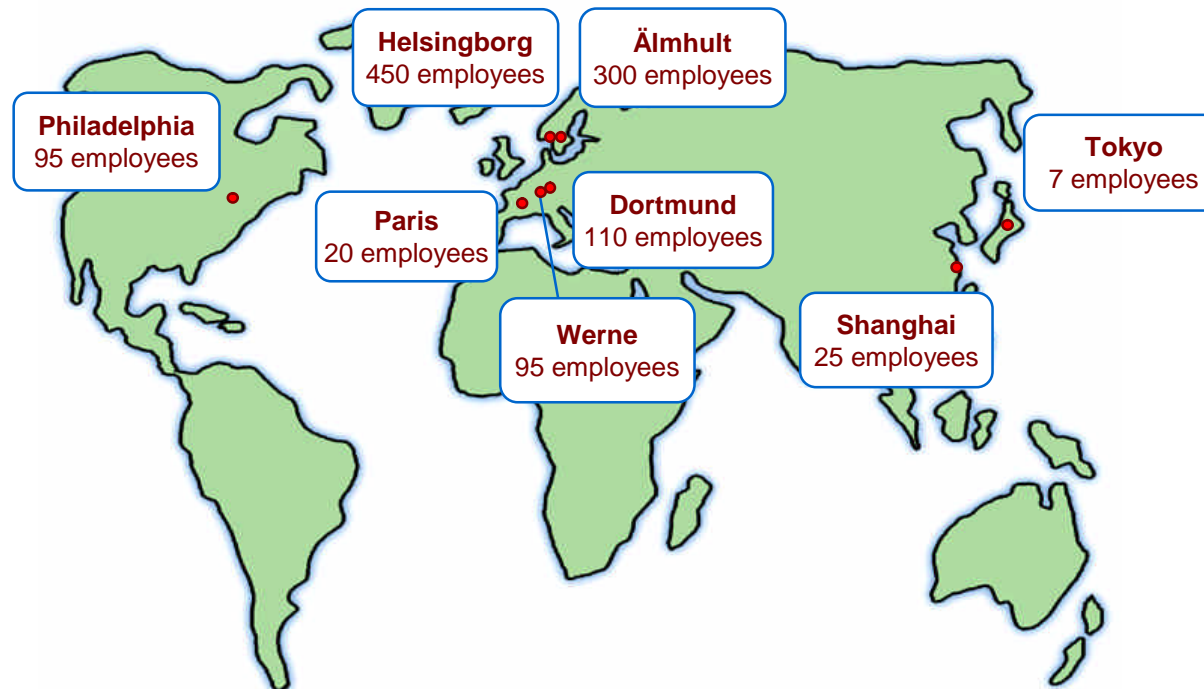 Helsingborg
450 employees
Älmhult
300 employees
Philadelphia
95 employees
Tokyo
7 employees
Paris
20 employees
Dortmund
110 employees
Werne
95 employees
Shanghai
25 employees